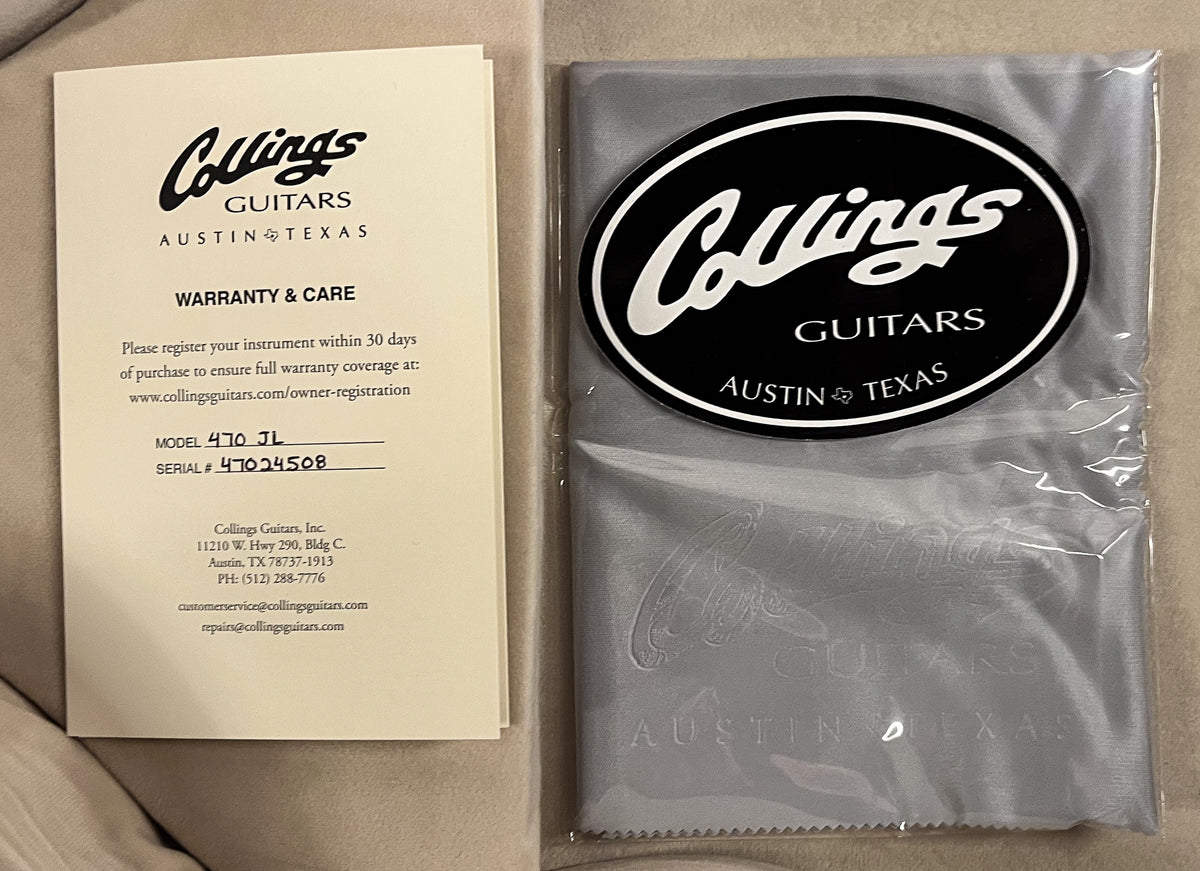 Collings
GUITARS
AUSTIN TEXAS
WARRANTY & CARE
Please register your instrument within 30 days
of purchase to ensure full warranty coverage at:
www.collingsguitars.com/owner-registration
MODEL 470 JL
SERIAL # 47024508
Collings Guitars, Inc.
11210 W. Hwy 290, Bldg C.
Austin, TX 78737-1913
PH: (512) 288-7776
customerservice@collingsguitars.com
repairs@collingsguitars.com
Collings
GUITARS
AUSTIN TEXAS
Collings
GUITARS
AUSTIN TEXAS